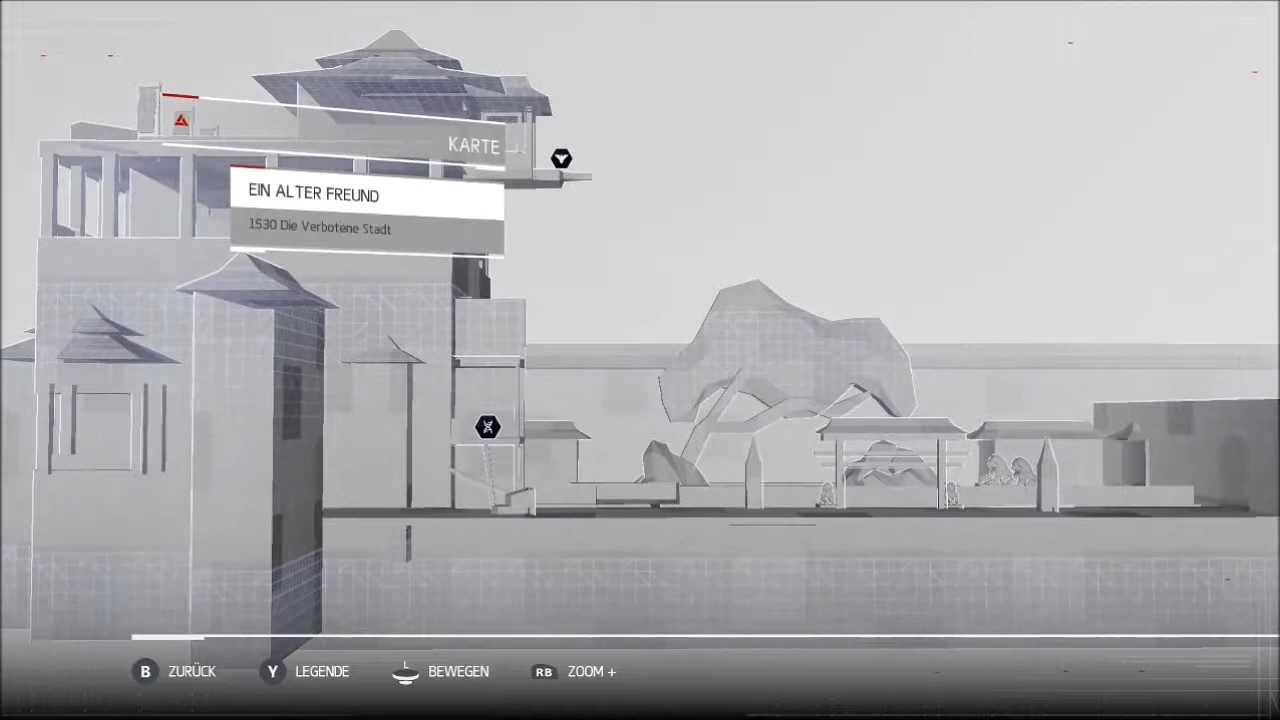 KARTE
EIN ALTER FREUND
1530 Die Verbotene Stadt
B ZURÜCK Y LEGENDE L BEWEGEN RB ZOOM +